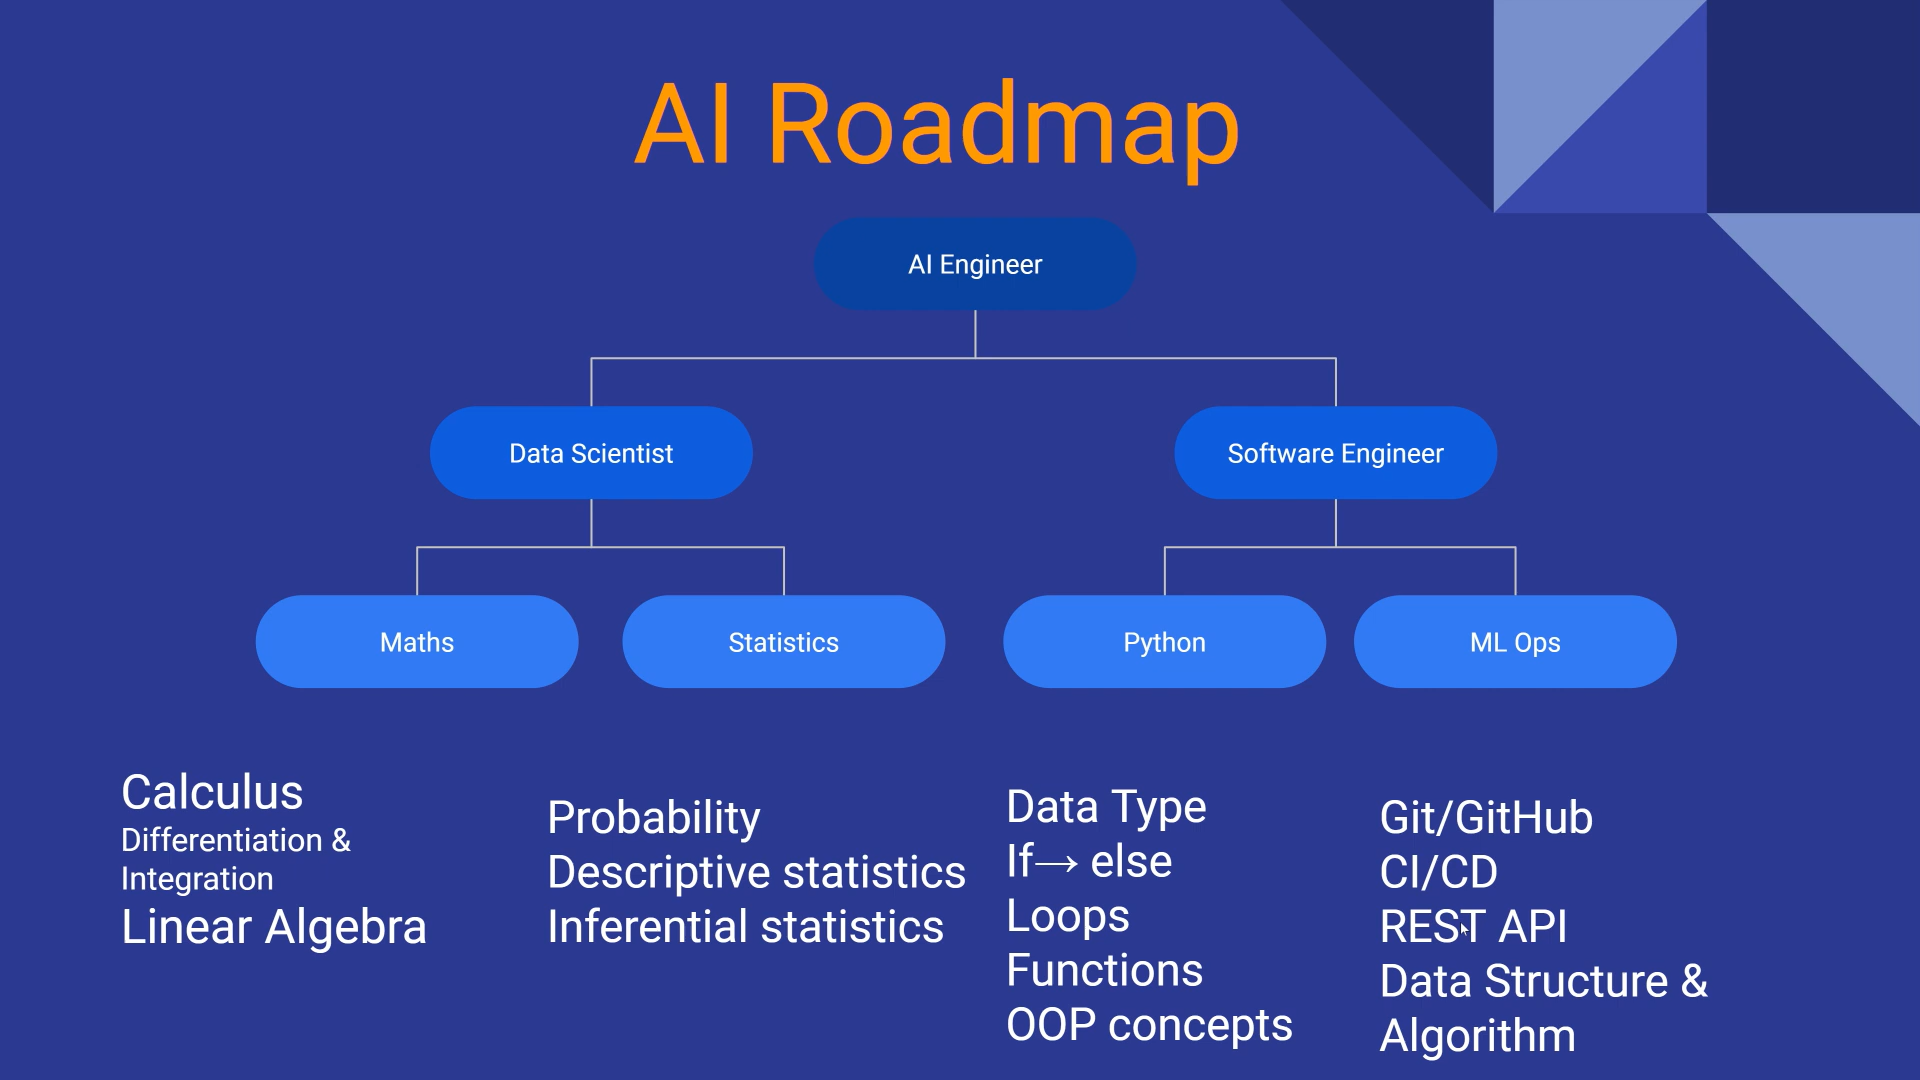 AI Roadmap
AI Engineer
Data Scientist
Software Engineer
Maths
Statistics
Python
ML Ops
Calculus
Differentiation &
Integration
Linear Algebra
Probability
Descriptive statistics
Inferential statistics
Data Type
If→ else
Loops
Functions
OOP concepts
Git/GitHub
CI/CD
REST API
Data Structure &
Algorithm